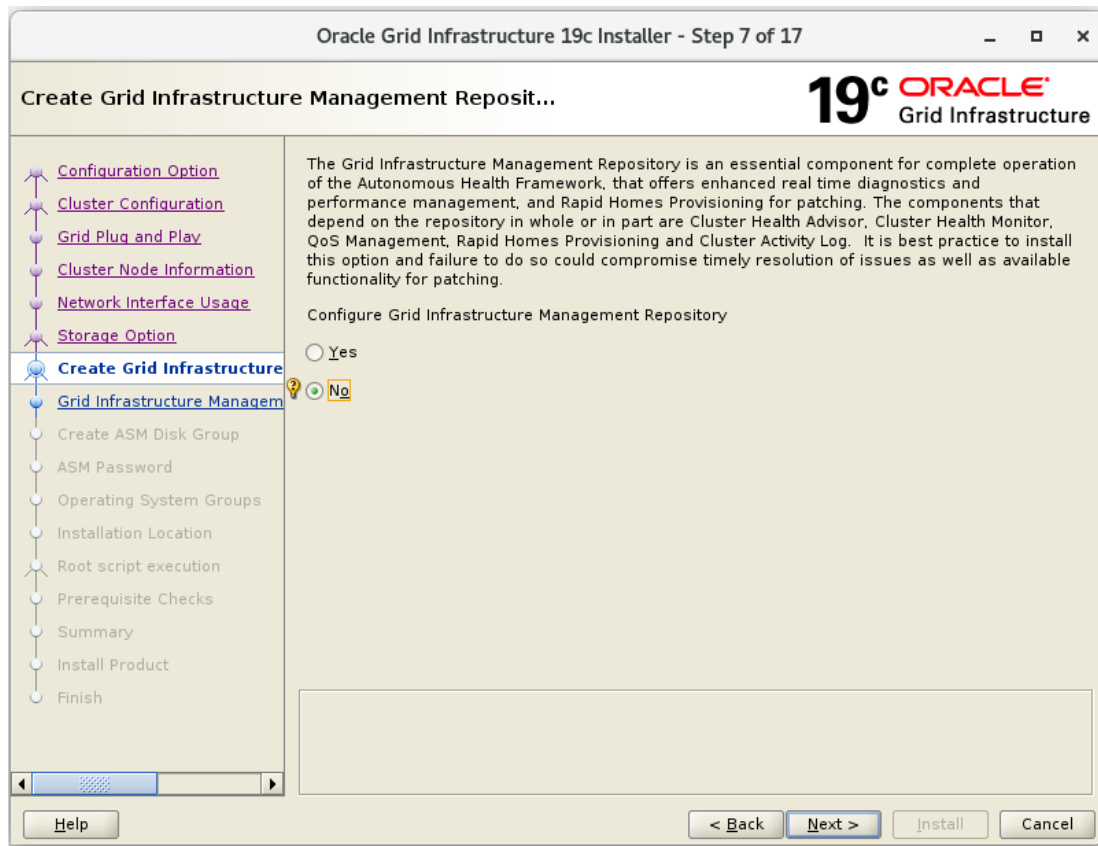 Oracle Grid Infrastructure 19c Installer - Step 7 of 17
Create Grid Infrastructure Management Reposit...
19c ORACLE
Grid Infrastructure
Configuration Option
Cluster Configuration
Grid Plug and Play
Cluster Node Information
Network Interface Usage
Storage Option
Create Grid Infrastructure
Grid Infrastructure Managem
Create ASM Disk Group
ASM Password
Operating System Groups
Installation Location
Root script execution
Prerequisite Checks
Summary
Install Product
Finish
The Grid Infrastructure Management Repository is an essential component for complete operation
of the Autonomous Health Framework, that offers enhanced real time diagnostics and
performance management, and Rapid Homes Provisioning for patching. The components that
depend on the repository in whole or in part are Cluster Health Advisor, Cluster Health Monitor,
QoS Management, Rapid Homes Provisioning and Cluster Activity Log. It is best practice to install
this option and failure to do so could compromise timely resolution of issues as well as available
functionality for patching.
Configure Grid Infrastructure Management Repository
Yes
No
Help
< Back
Next >
Install
Cancel